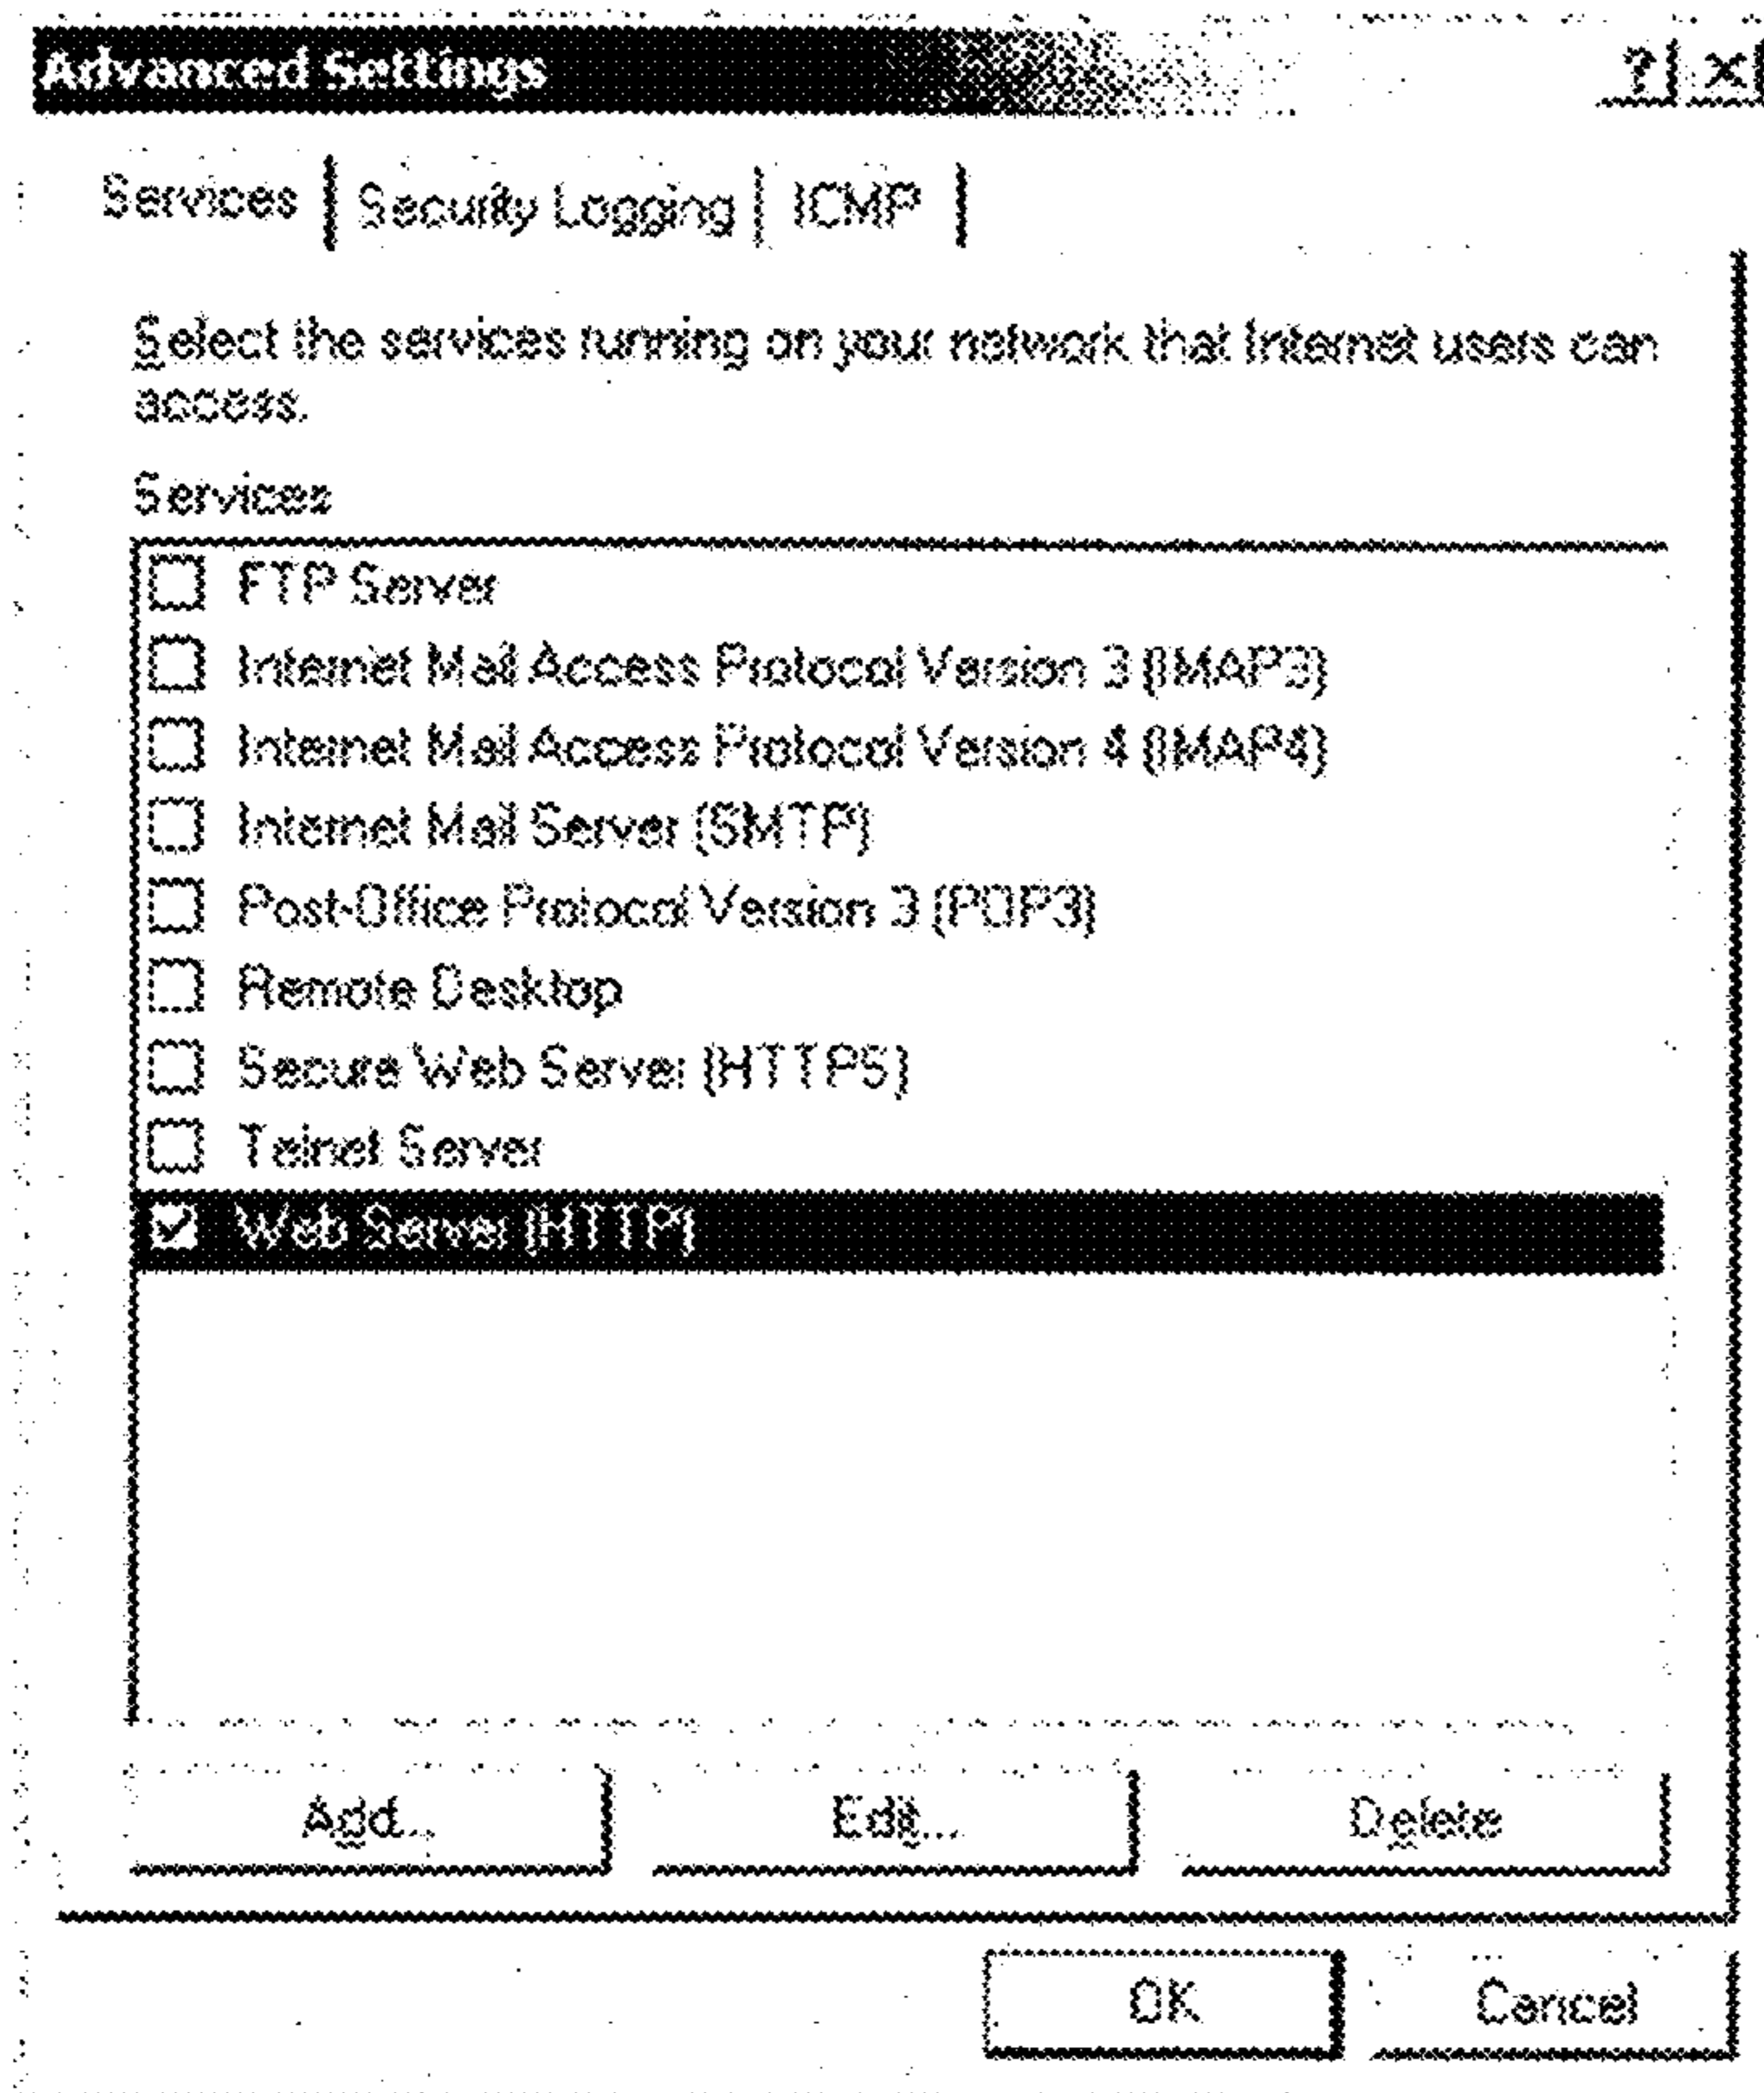 Advanced Settings ? ×
Services Security Logging ICMP
Select the services running on your network that Internet users can
access.
Services
FTP Server
Internet Mail Access Protocol Version 3 (IMAP3)
Internet Mail Access Protocol Version 4 (IMAP4)
Internet Mail Server (SMTP)
Post-Office Protocol Version 3 (POP3)
Remote Desktop
Secure Web Server (HTTPS)
Telnet Server
Web Server (HTTP)
Add... Edit... Delete
OK Cancel